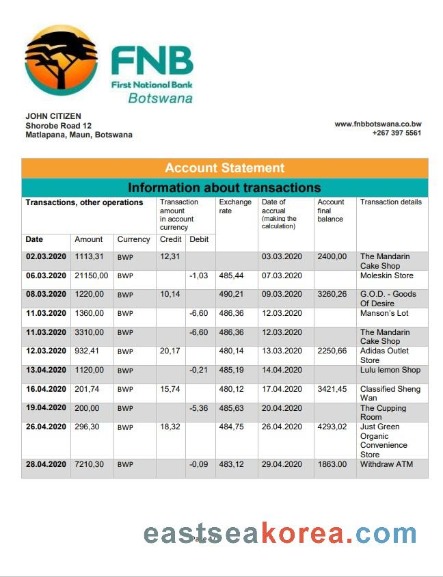 FNB
First National Bank
Botswana
JOHN CITIZEN
Shorobe Road 12
Matlapana, Maun, Botswana
www.fnbbotswana.co.bw
+267 397 5561
Account Statement
Information about transactions
Transactions, other operations Transaction amount in account currency Exchange rate Date of accrual (making the calculation) Account final balance Transaction details
Date Amount Currency Credit Debit
02.03.2020 1113,31 BWP 12,31 03.03.2020 2400,00 The Mandarin Cake Shop
06.03.2020 21150,00 BWP -1,03 485,44 07.03.2020 Moleskin Store
08.03.2020 1220,00 BWP 10,14 490,21 09.03.2020 3260,26 G.O.D. - Goods Of Desire
11.03.2020 1360,00 BWP -6,60 486,36 12.03.2020 Manson's Lot
11.03.2020 3310,00 BWP -6,60 486,36 12.03.2020 The Mandarin Cake Shop
12.03.2020 932,41 BWP 20,17 480,14 13.03.2020 2250,66 Adidas Outlet Store
13.04.2020 1120,00 BWP -0,21 485,19 14.04.2020 Lulu lemon Shop
16.04.2020 201,74 BWP 15,74 480,12 17.04.2020 3421,45 Classified Sheng Wan
19.04.2020 200,00 BWP -5,36 485,63 20.04.2020 The Cupping Room
26.04.2020 296,30 BWP 18,32 484,75 26.04.2020 4293,02 Just Green Organic Convenience Store
28.04.2020 7210,30 BWP -0,09 483,12 29.04.2020 1863.00 Withdraw ATM
eastseakorea.com